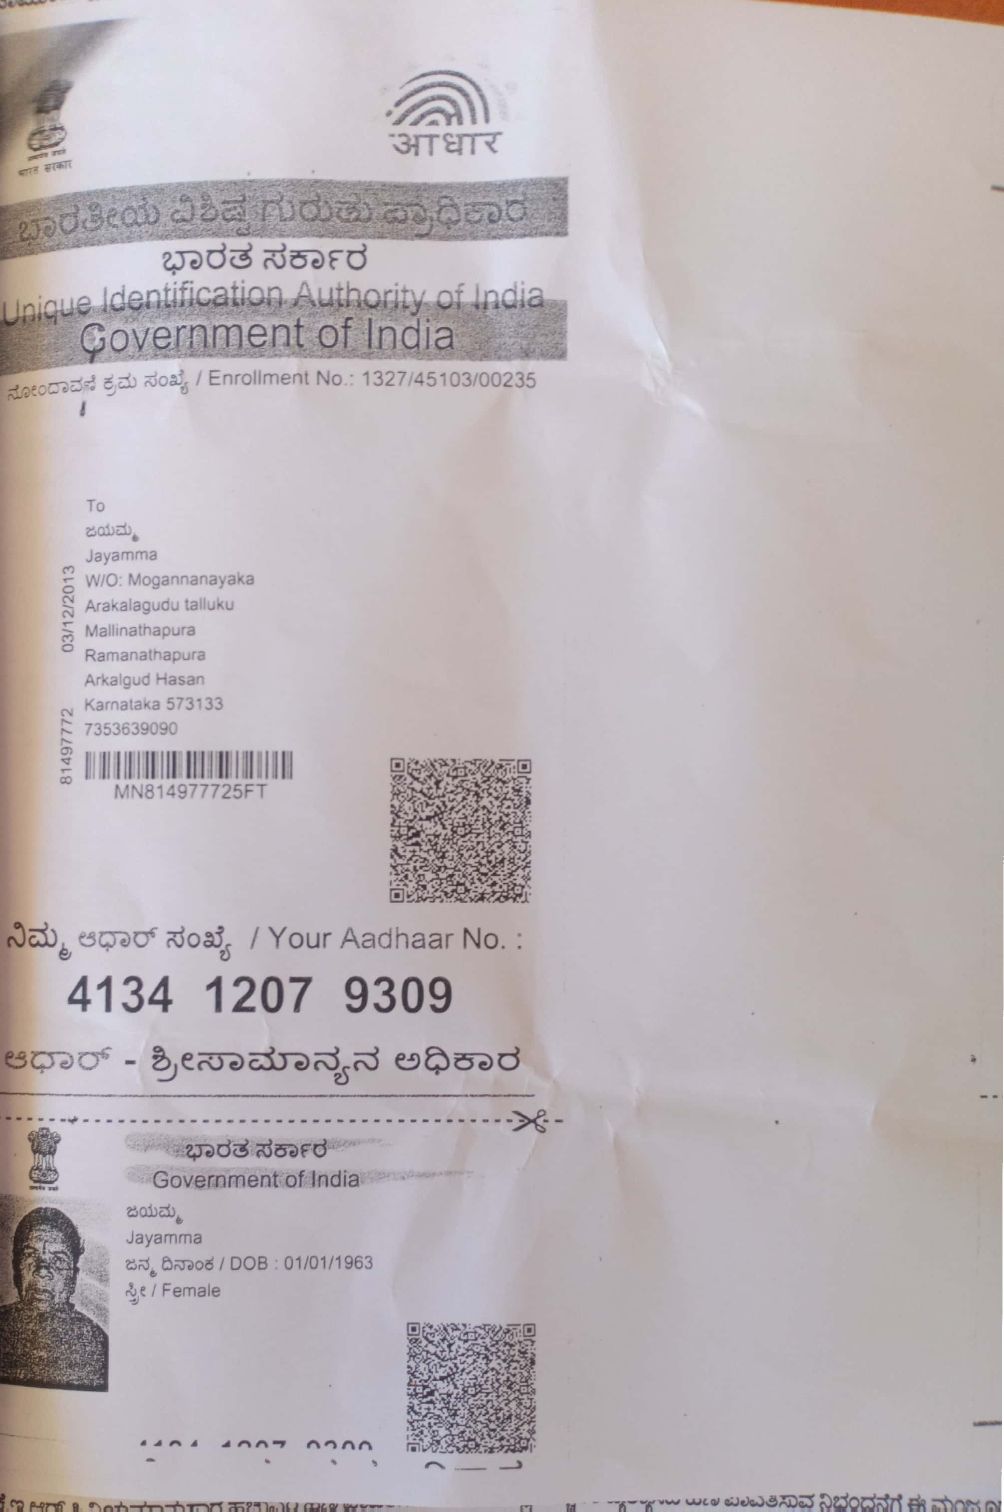 भारत सरकार
आधार
ಭಾರತೀಯ ವಿಶಿಷ್ಟ ಗುರುತು ಪ್ರಾಧಿಕಾರ
ಭಾರತ ಸರ್ಕಾರ
Unique Identification Authority of India
Government of India
ನೋಂದಾವಣೆ ಕ್ರಮ ಸಂಖ್ಯೆ / Enrollment No.: 1327/45103/00235
To
ಜಯಮ್ಮ
Jayamma
W/O: Mogannanayaka
Arakalagudu talluku
Mallinathapura
Ramanathapura
Arkalgud Hasan
Karnataka 573133
7353639090
03/12/2013
81497772
MN814977725FT
ನಿಮ್ಮ ಆಧಾರ್ ಸಂಖ್ಯೆ / Your Aadhaar No. :
4134 1207 9309
ಆಧಾರ್ - ಶ್ರೀಸಾಮಾನ್ಯನ ಅಧಿಕಾರ
ಭಾರತ ಸರ್ಕಾರ
Government of India
ಜಯಮ್ಮ
Jayamma
ಜನ್ಮ ದಿನಾಂಕ / DOB : 01/01/1963
ಸ್ತ್ರೀ / Female